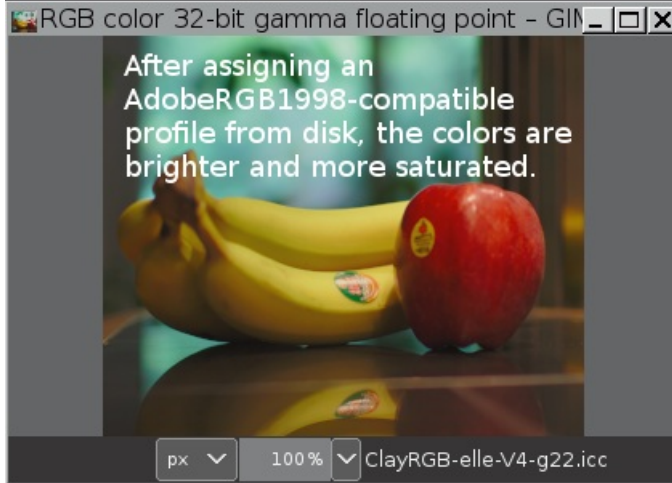 RGB color 32-bit gamma floating point – GIM
After assigning an
AdobeRGB1998-compatible
profile from disk, the colors are
brighter and more saturated.
px
100%
ClayRGB-elle-V4-g22.icc